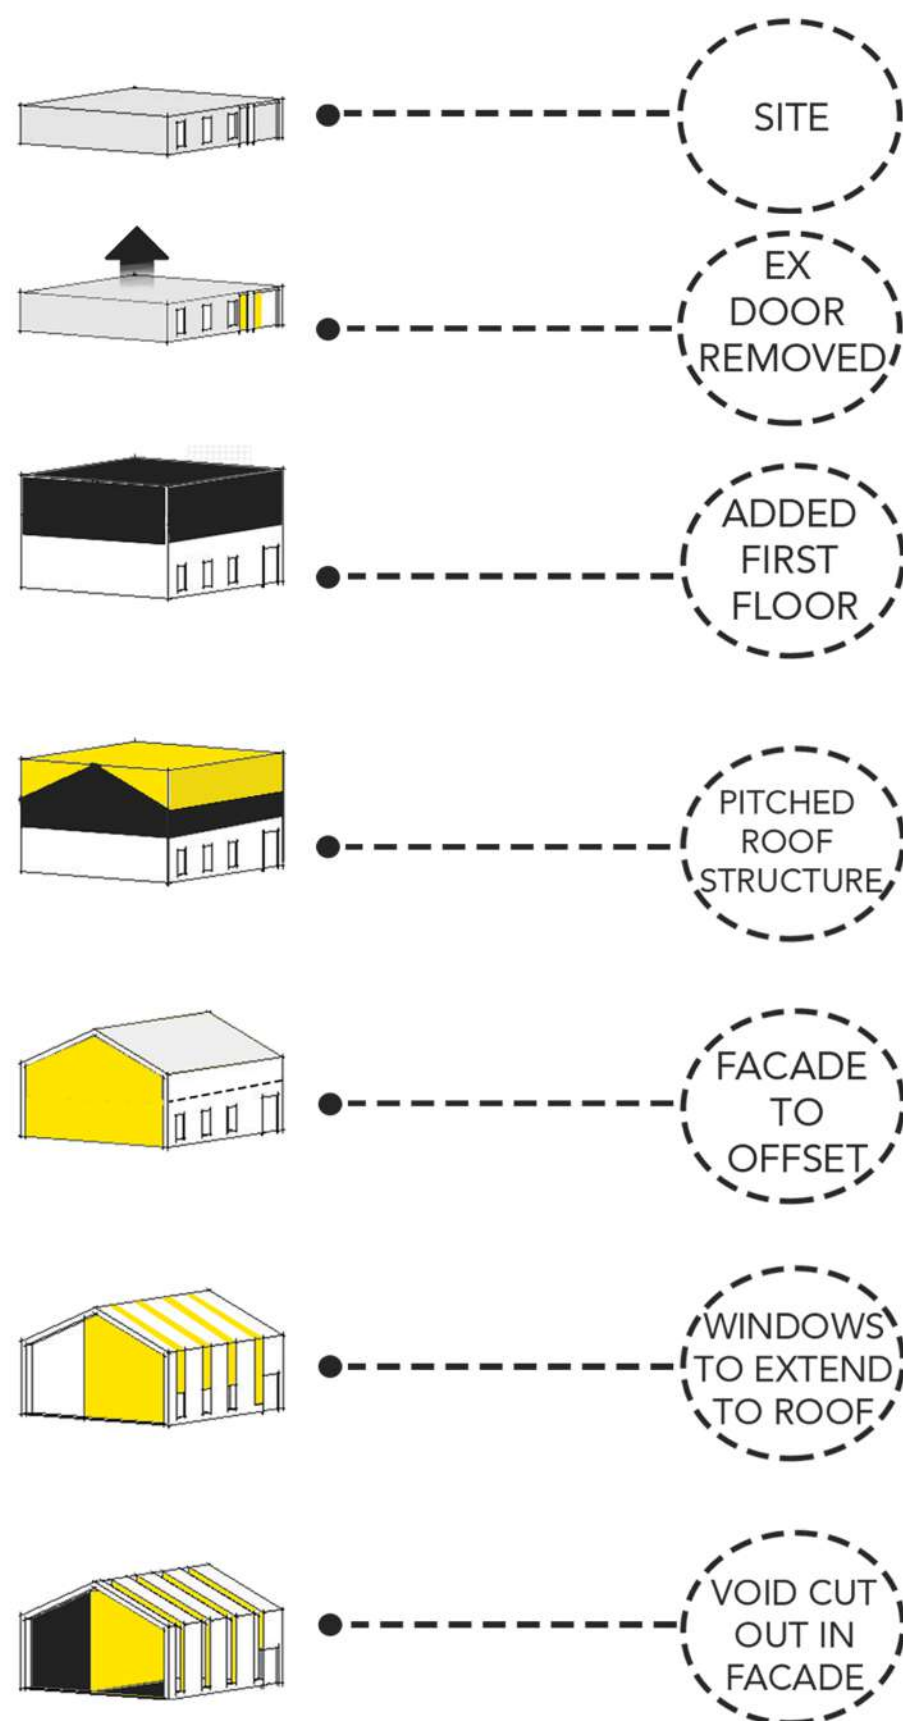 SITE
EX
DOOR
REMOVED
ADDED
FIRST
FLOOR
PITCHED
ROOF
STRUCTURE
FACADE
TO
OFFSET
WINDOWS
TO EXTEND
TO ROOF
VOID CUT
OUT IN
FACADE